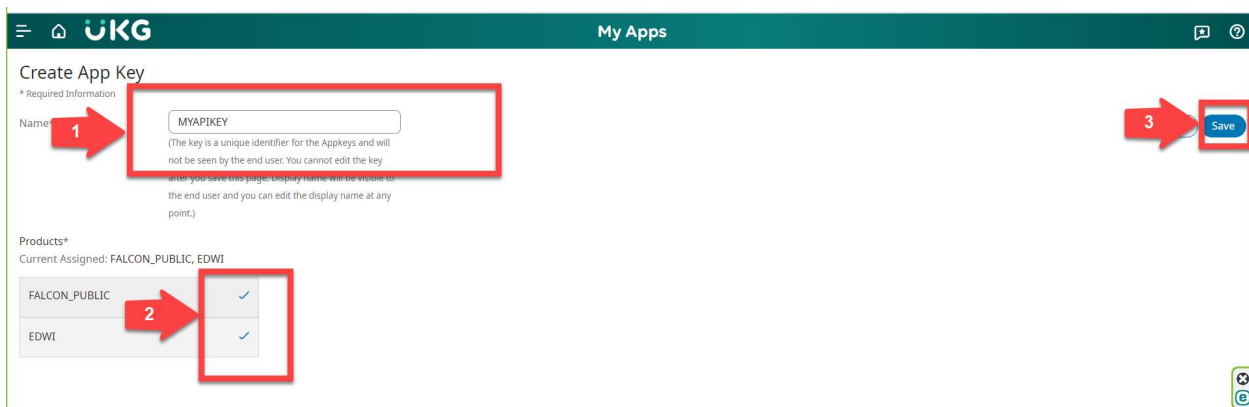 UKG
My Apps
Create App Key
* Required Information
Name*
1
MYAPIKEY
3
Save
(The key is a unique identifier for the Appkeys and will
not be seen by the end user. You cannot edit the key
after you save this page. Display name will be visible to
the end user and you can edit the display name at any
point.)
Products*
Current Assigned: FALCON_PUBLIC, EDWI
FALCON_PUBLIC
2
EDWI
e